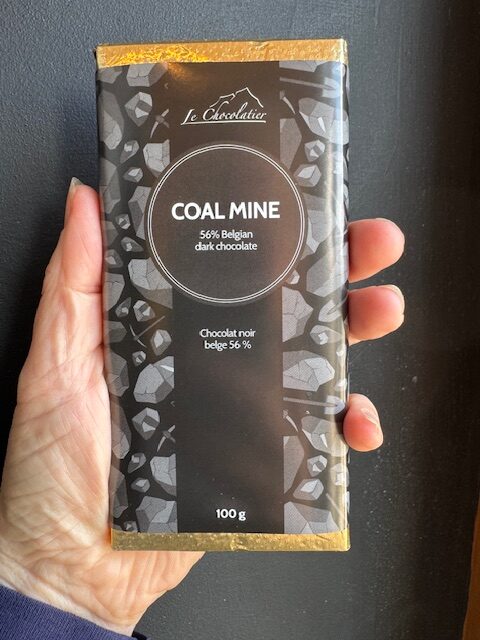 Le Chocolatier
COAL MINE
56% Belgian
dark chocolate
Chocolat noir
belge 56 %
100 g